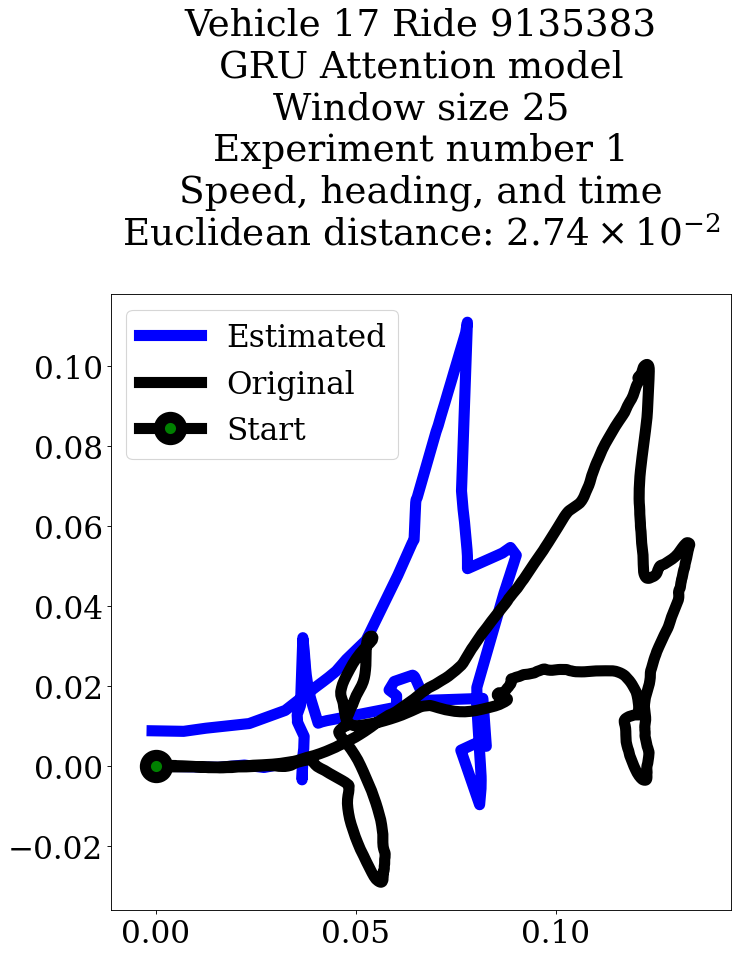 Vehicle 17 Ride 9135383
GRU Attention model
Window size 25
Experiment number 1
Speed, heading, and time
Euclidean distance: 2.74 × 10⁻²
Estimated
Original
Start
0.10
0.08
0.06
0.04
0.02
0.00
−0.02
0.00 0.05 0.10